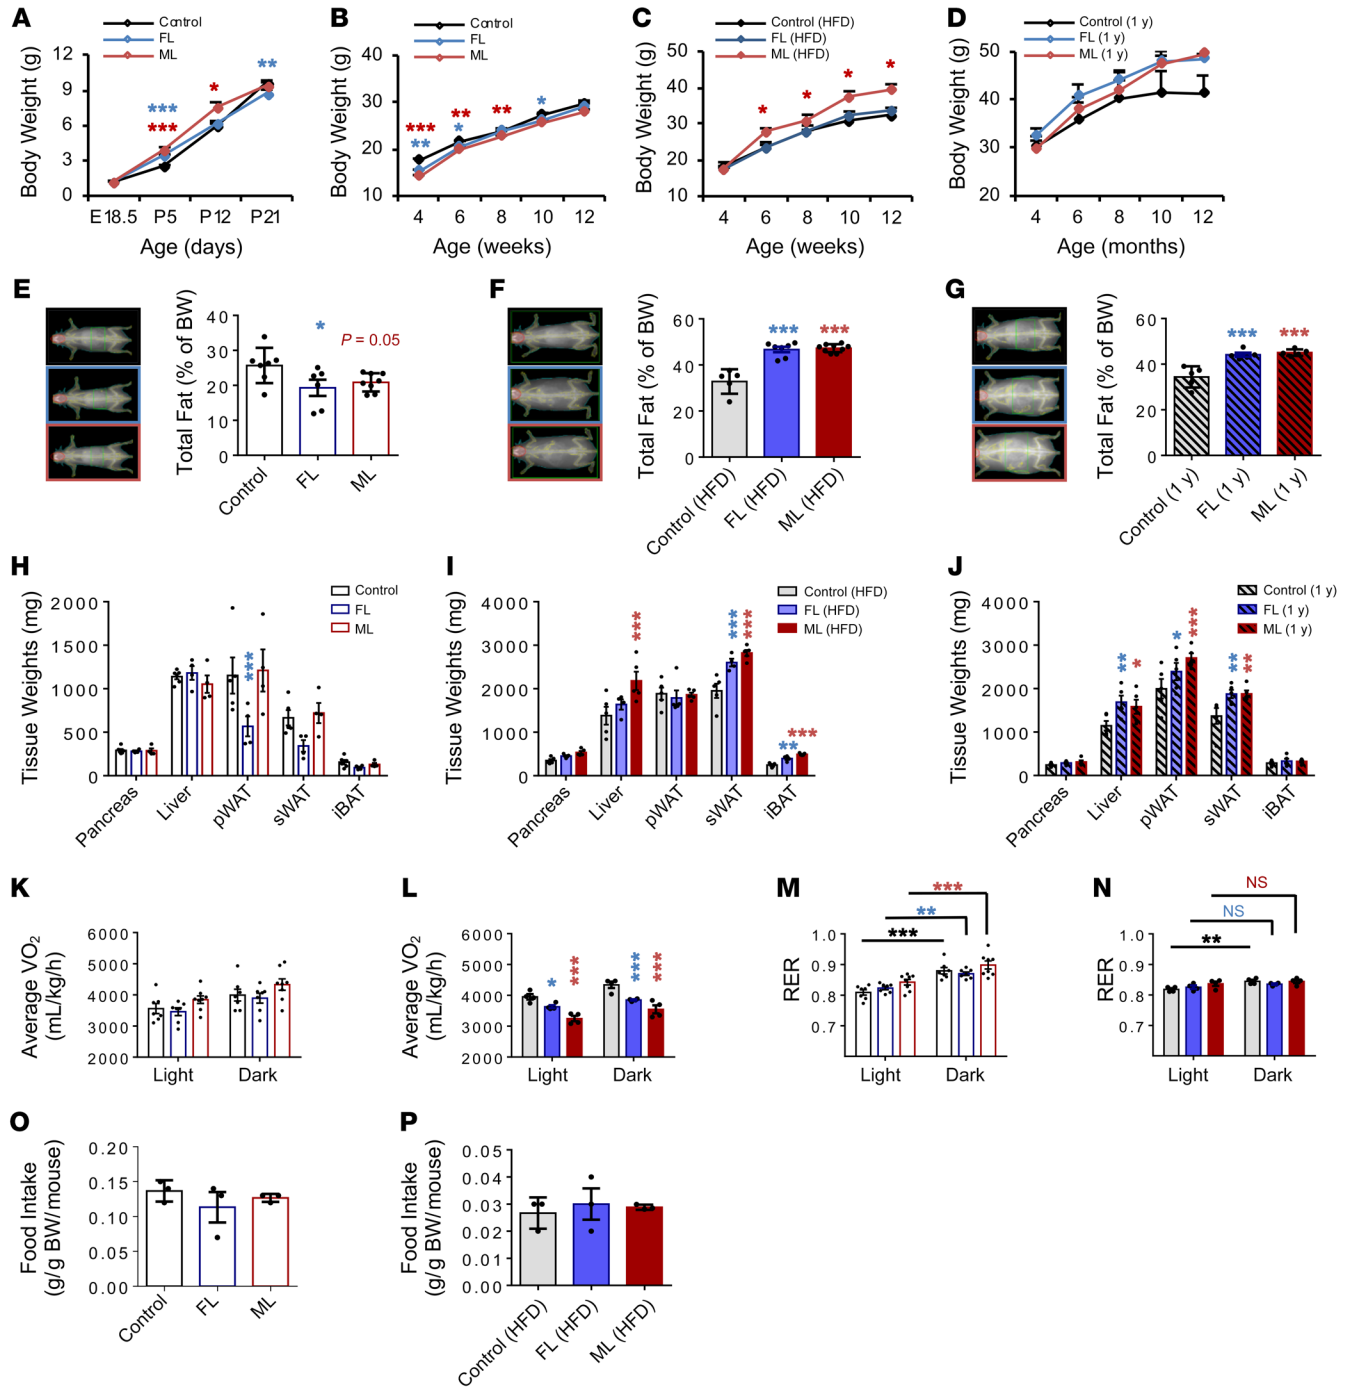 A
Control
FL
ML
Body Weight (g)
12
9
6
3
0
***
***
*
**
E18.5 P5 P12 P21
Age (days)
B
Control
FL
ML
Body Weight (g)
40
30
20
10
***
**
**
*
**
*
4 6 8 10 12
Age (weeks)
C
Control (HFD)
FL (HFD)
ML (HFD)
Body Weight (g)
50
40
30
20
10
*
*
*
*
4 6 8 10 12
Age (weeks)
D
Control (1 y)
FL (1 y)
ML (1 y)
Body Weight (g)
50
40
30
20
4 6 8 10 12
Age (months)
E
Total Fat (% of BW)
40
30
20
10
0
*
P = 0.05
Control
FL
ML
F
Total Fat (% of BW)
60
40
20
0
***
***
Control (HFD)
FL (HFD)
ML (HFD)
G
Total Fat (% of BW)
60
40
20
0
***
***
Control (1 y)
FL (1 y)
ML (1 y)
H
Control
FL
ML
Tissue Weights (mg)
2000
1500
1000
500
0
***
Pancreas
Liver
pWAT
sWAT
iBAT
I
Control (HFD)
FL (HFD)
ML (HFD)
Tissue Weights (mg)
4000
3000
2000
1000
0
***
***
***
**
***
Pancreas
Liver
pWAT
sWAT
iBAT
J
Control (1 y)
FL (1 y)
ML (1 y)
Tissue Weights (mg)
4000
3000
2000
1000
0
**
*
*
***
**
**
Pancreas
Liver
pWAT
sWAT
iBAT
K
Average VO2
(mL/kg/h)
6000
5000
4000
3000
2000
Light Dark
L
Average VO2
(mL/kg/h)
6000
5000
4000
3000
2000
*
***
***
***
Light Dark
M
RER
1.0
0.9
0.8
0.7
***
**
***
Light Dark
N
RER
1.0
0.9
0.8
0.7
NS
NS
**
Light Dark
O
Food Intake
(g/g BW/mouse)
0.20
0.15
0.10
0.05
0.00
Control
FL
ML
P
Food Intake
(g/g BW/mouse)
0.05
0.04
0.03
0.02
0.01
0.00
Control (HFD)
FL (HFD)
ML (HFD)